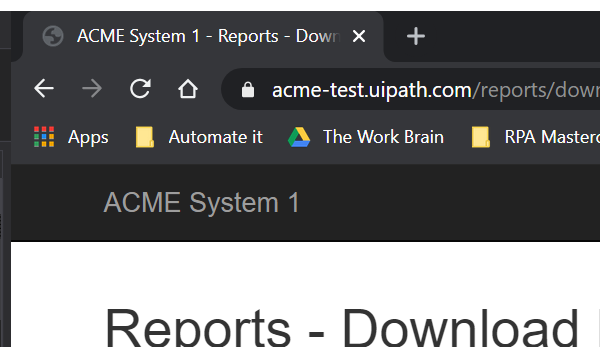 ACME System 1 - Reports - Down
acme-test.uipath.com/reports/down
Apps Automate it The Work Brain RPA Masterc
ACME System 1
Reports - Download